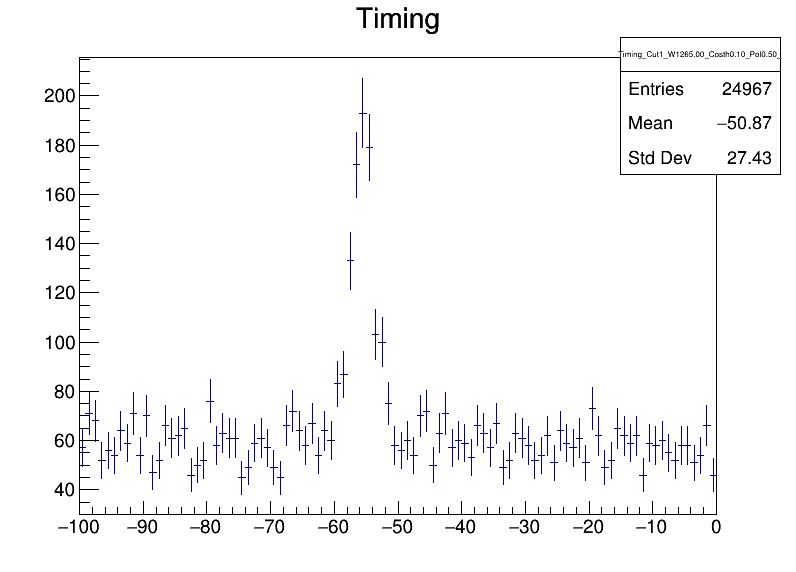 Timing
Timing_Cut1_W1265.00_Costh0.10_Pol0.50_
Entries 24967
Mean −50.87
Std Dev 27.43
200
180
160
140
120
100
80
60
40
−100 −90 −80 −70 −60 −50 −40 −30 −20 −10 0